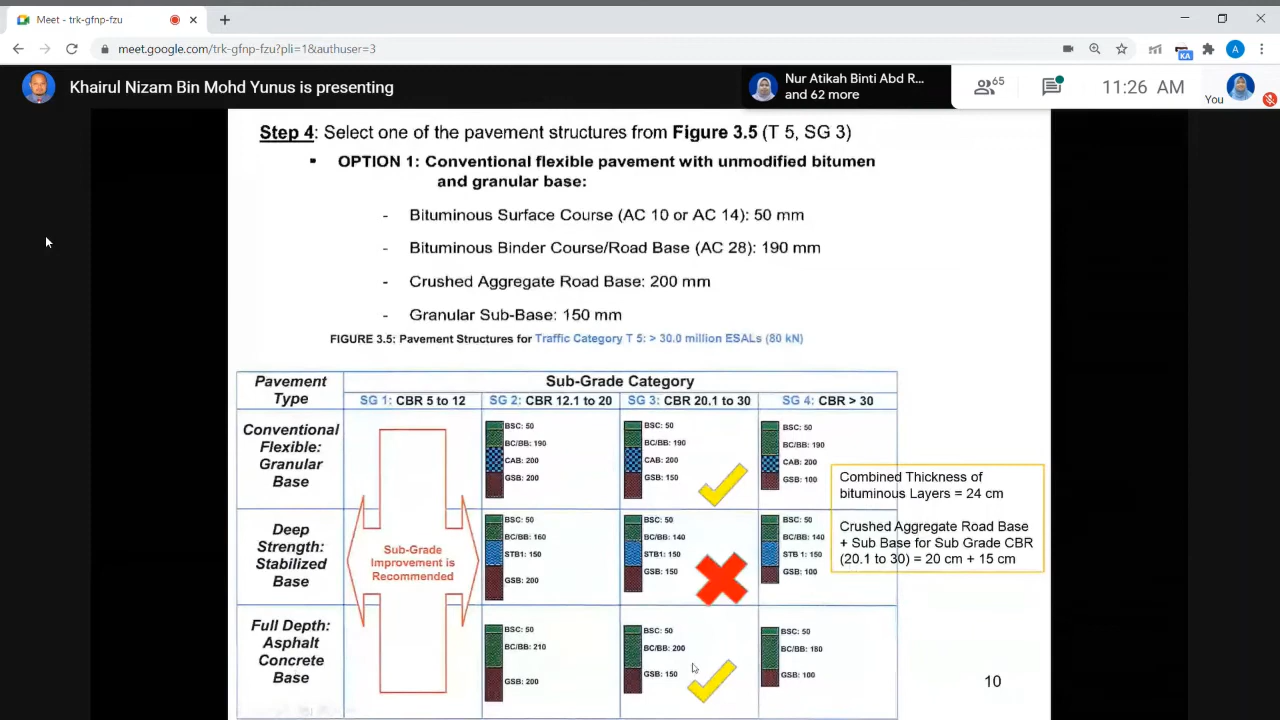 Meet - trk-gfnp-fzu
meet.google.com/trk-gfnp-fzu?pli=1&authuser=3
KA
A
Khairul Nizam Bin Mohd Yunus is presenting
Nur Atikah Binti Abd R...
and 62 more
65
11:26 AM
You
Step 4: Select one of the pavement structures from Figure 3.5 (T 5, SG 3)
▪ OPTION 1: Conventional flexible pavement with unmodified bitumen
and granular base:
- Bituminous Surface Course (AC 10 or AC 14): 50 mm
- Bituminous Binder Course/Road Base (AC 28): 190 mm
- Crushed Aggregate Road Base: 200 mm
- Granular Sub-Base: 150 mm
FIGURE 3.5: Pavement Structures for Traffic Category T 5: > 30.0 million ESALs (80 kN)
Pavement
Type
Sub-Grade Category
SG 1: CBR 5 to 12
SG 2: CBR 12.1 to 20
SG 3: CBR 20.1 to 30
SG 4: CBR > 30
Conventional
Flexible:
Granular
Base
BSC: 50
BC/BB: 190
CAB: 200
GSB: 200
BSC: 50
BC/BB: 190
CAB: 200
GSB: 150
BSC: 50
BC/BB: 190
CAB: 200
GSB: 100
Deep
Strength:
Stabilized
Base
Sub-Grade
Improvement is
Recommended
BSC: 50
BC/BB: 160
STB1: 150
GSB: 200
BSC: 50
BC/BB: 140
STB1: 150
GSB: 150
BSC: 50
BC/BB: 140
STB 1: 150
GSB: 100
Full Depth:
Asphalt
Concrete
Base
BSC: 50
BC/BB: 210
GSB: 200
BSC: 50
BC/BB: 200
GSB: 150
BSC: 50
BC/BB: 180
GSB: 100
Combined Thickness of
bituminous Layers = 24 cm
Crushed Aggregate Road Base
+ Sub Base for Sub Grade CBR
(20.1 to 30) = 20 cm + 15 cm
10